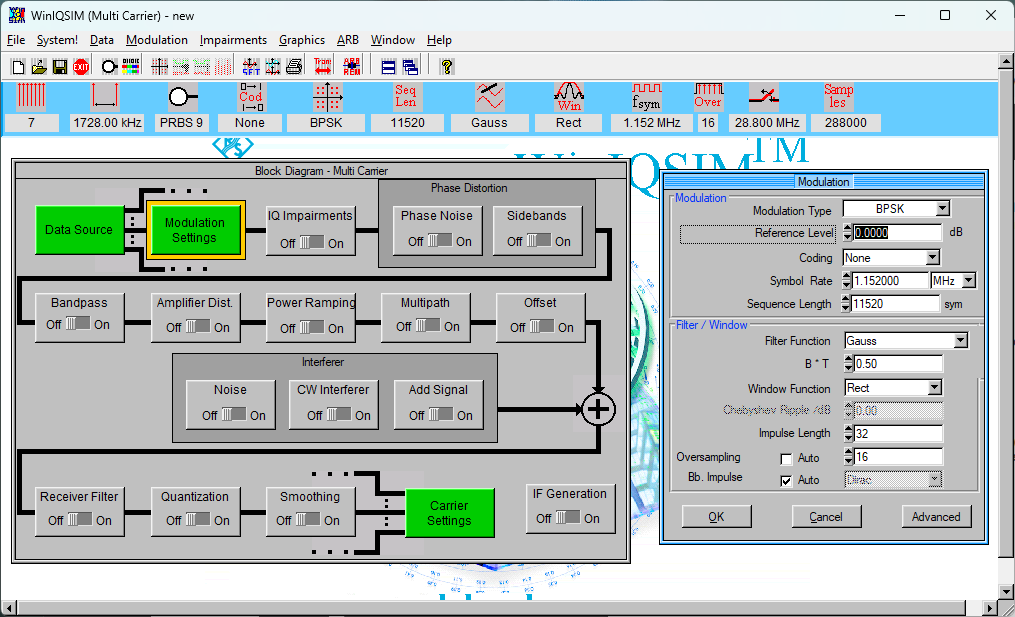 WinIQSIM (Multi Carrier) - new
File System! Data Modulation Impairments Graphics ARB Window Help
EXIT Tram SET ARB REM ?
Cod Seq Len Win fsym Over Samp les
7 1728.00 kHz PRBS 9 None BPSK 11520 Gauss Rect 1.152 MHz 16 28.800 MHz 288000
WinIQSIM TM
Block Diagram - Multi Carrier
Phase Distortion
Data Source
Modulation Settings
IQ Impairments
Off On
Phase Noise
Off On
Sidebands
Off On
Bandpass
Off On
Amplifier Dist.
Off On
Power Ramping
Off On
Multipath
Off On
Offset
Off On
Interferer
Noise
Off On
CW Interferer
Off On
Add Signal
Off On
Receiver Filter
Off On
Quantization
Off On
Smoothing
Off On
Carrier Settings
IF Generation
Off On
Modulation
Modulation
Modulation Type BPSK
Reference Level 0.0000 dB
Coding None
Symbol Rate 1.152000 MHz
Sequence Length 11520 sym
Filter / Window
Filter Function Gauss
B * T 0.50
Window Function Rect
Chebyshev Ripple /dB 0.00
Impulse Length 32
Oversampling Auto 16
Bb. Impulse Auto Dirac
OK Cancel Advanced